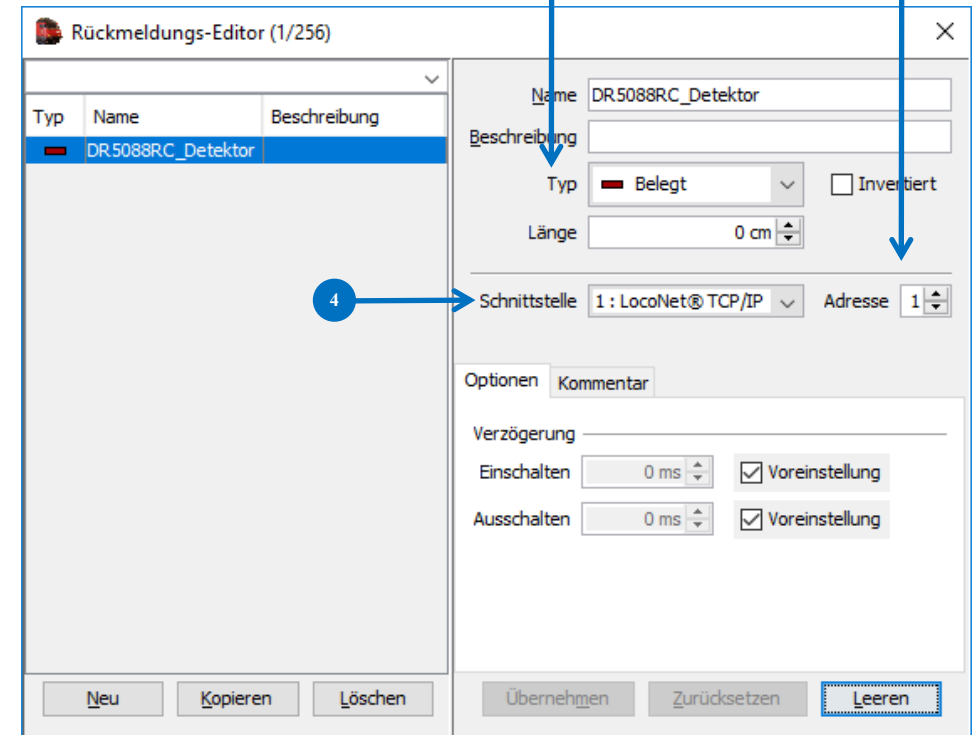 Rückmeldungs-Editor (1/256)
Typ Name Beschreibung
DR5088RC_Detektor
Name DR5088RC_Detektor
Beschreibung
Typ Belegt Invertiert
Länge 0 cm
4
Schnittstelle 1 : LocoNet® TCP/IP Adresse 1
Optionen Kommentar
Verzögerung
Einschalten 0 ms Voreinstellung
Ausschalten 0 ms Voreinstellung
Neu Kopieren Löschen Übernehmen Zurücksetzen Leeren